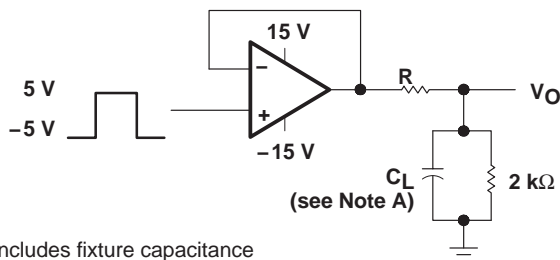 15 V
−
+
−15 V
5 V
−5 V
R
VO
CL
(see Note A)
2 kΩ
ncludes fixture capacitance